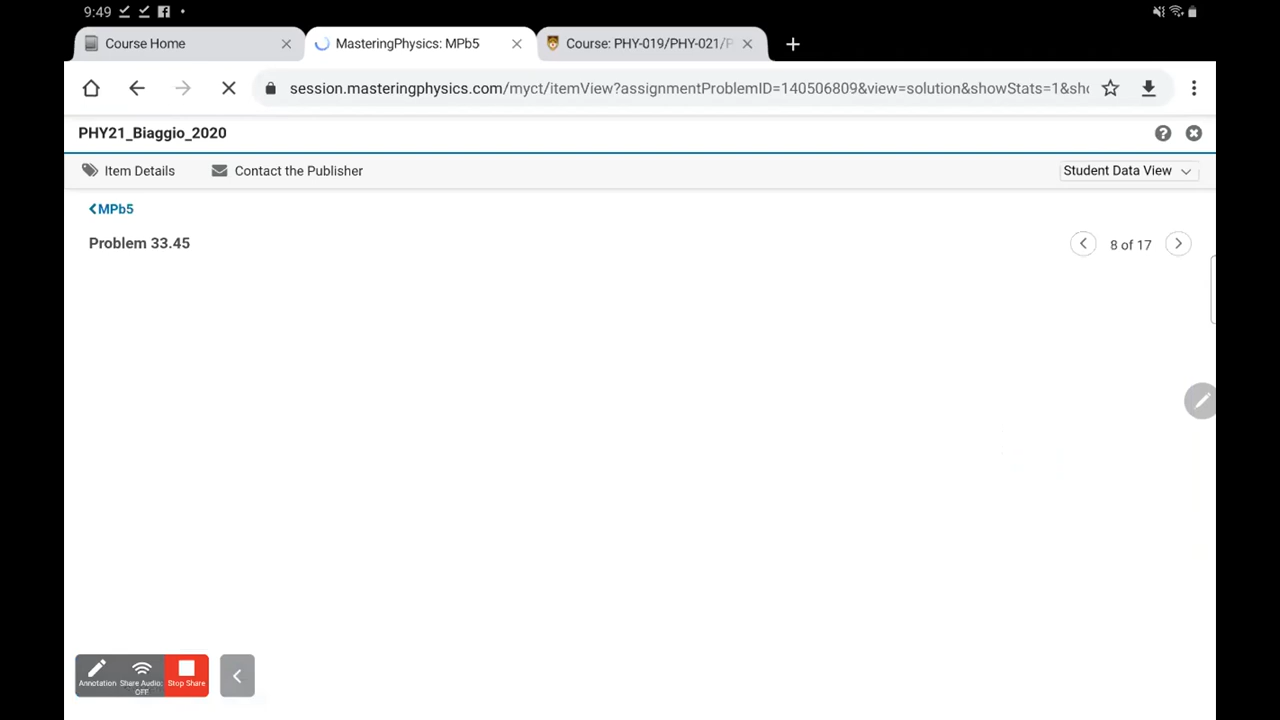 9:49
Course Home
MasteringPhysics: MPb5
Course: PHY-019/PHY-021/P
session.masteringphysics.com/myct/itemView?assignmentProblemID=140506809&view=solution&showStats=1&sho
PHY21_Biaggio_2020
Item Details
Contact the Publisher
Student Data View
MPb5
Problem 33.45
8 of 17
Annotation
Share Audio: OFF
Stop Share